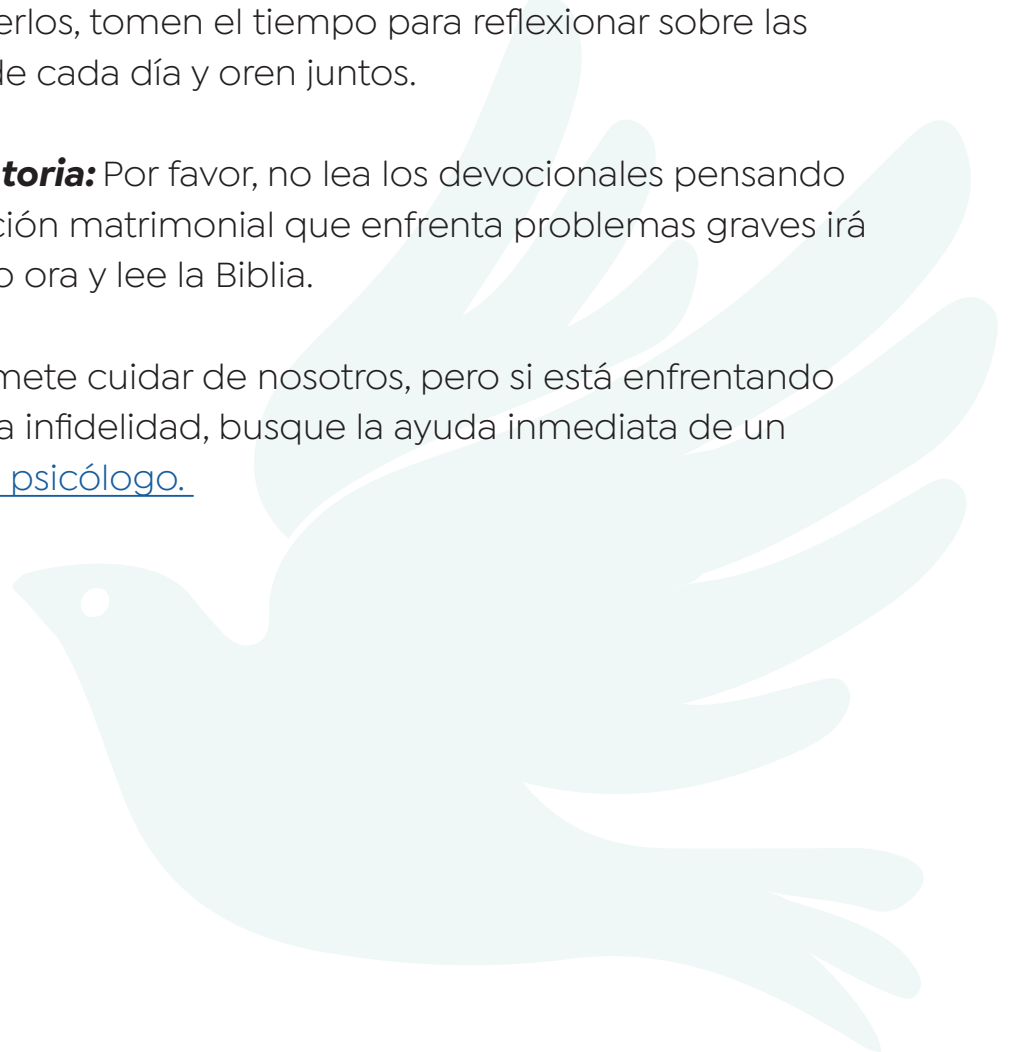 erlos, tomen el tiempo para reflexionar sobre las
de cada día y oren juntos.
toria: Por favor, no lea los devocionales pensando
ción matrimonial que enfrenta problemas graves irá
o ora y lee la Biblia.
mete cuidar de nosotros, pero si está enfrentando
a infidelidad, busque la ayuda inmediata de un
psicólogo.